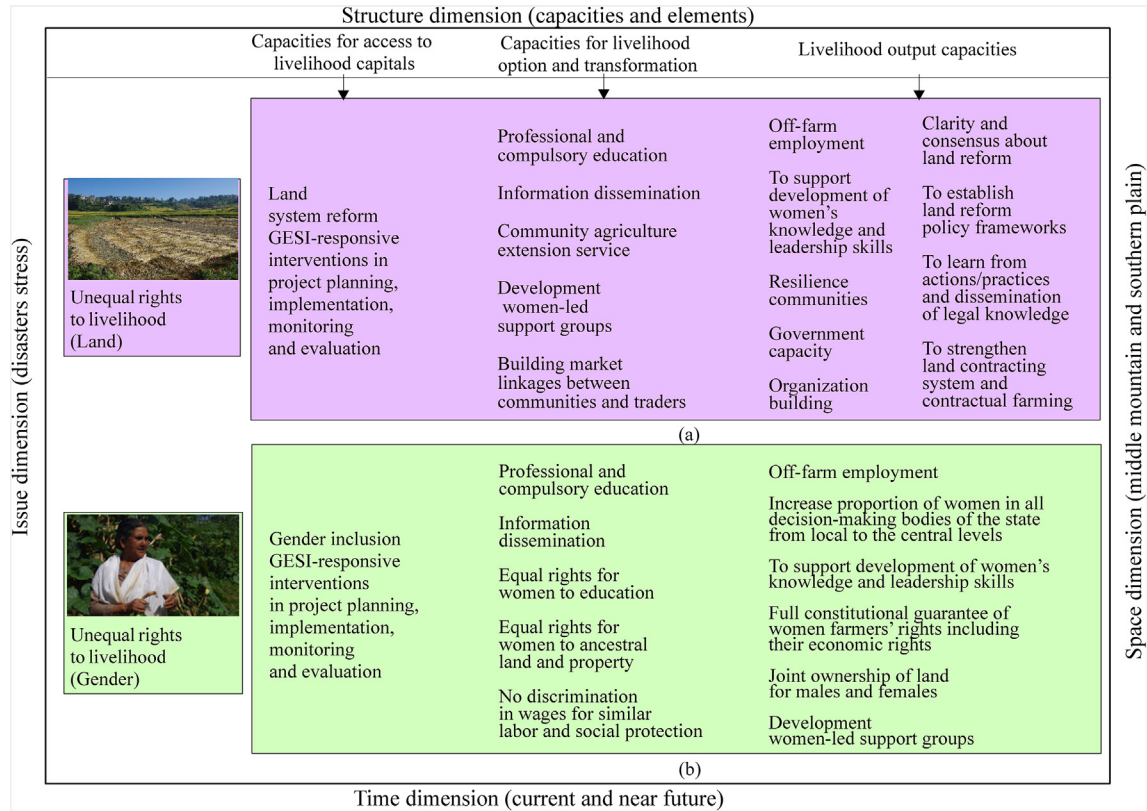 Structure dimension (capacities and elements)
Capacities for access to
livelihood capitals
Capacities for livelihood
option and transformation
Livelihood output capacities
Issue dimension (disasters stress)
Unequal rights
to livelihood
(Land)
Land
system reform
GESI-responsive
interventions in
project planning,
implementation,
monitoring
and evaluation
Professional and
compulsory education
Information dissemination
Community agriculture
extension service
Development
women-led
support groups
Building market
linkages between
communities and traders
Off-farm
employment
To support
development of
women's
knowledge and
leadership skills
Resilience
communities
Government
capacity
Organization
building
Clarity and
consensus about
land reform
To establish
land reform
policy frameworks
To learn from
actions/practices
and dissemination
of legal knowledge
To strengthen
land contracting
system and
contractual farming
(a)
Unequal rights
to livelihood
(Gender)
Gender inclusion
GESI-responsive
interventions
in project planning,
implementation,
monitoring
and evaluation
Professional and
compulsory education
Information
dissemination
Equal rights for
women to education
Equal rights for
women to ancestral
land and property
No discrimination
in wages for similar
labor and social protection
Off-farm employment
Increase proportion of women in all
decision-making bodies of the state
from local to the central levels
To support development of women's
knowledge and leadership skills
Full constitutional guarantee of
women farmers' rights including
their economic rights
Joint ownership of land
for males and females
Development
women-led support groups
(b)
Space dimension (middle mountain and southern plain)
Time dimension (current and near future)